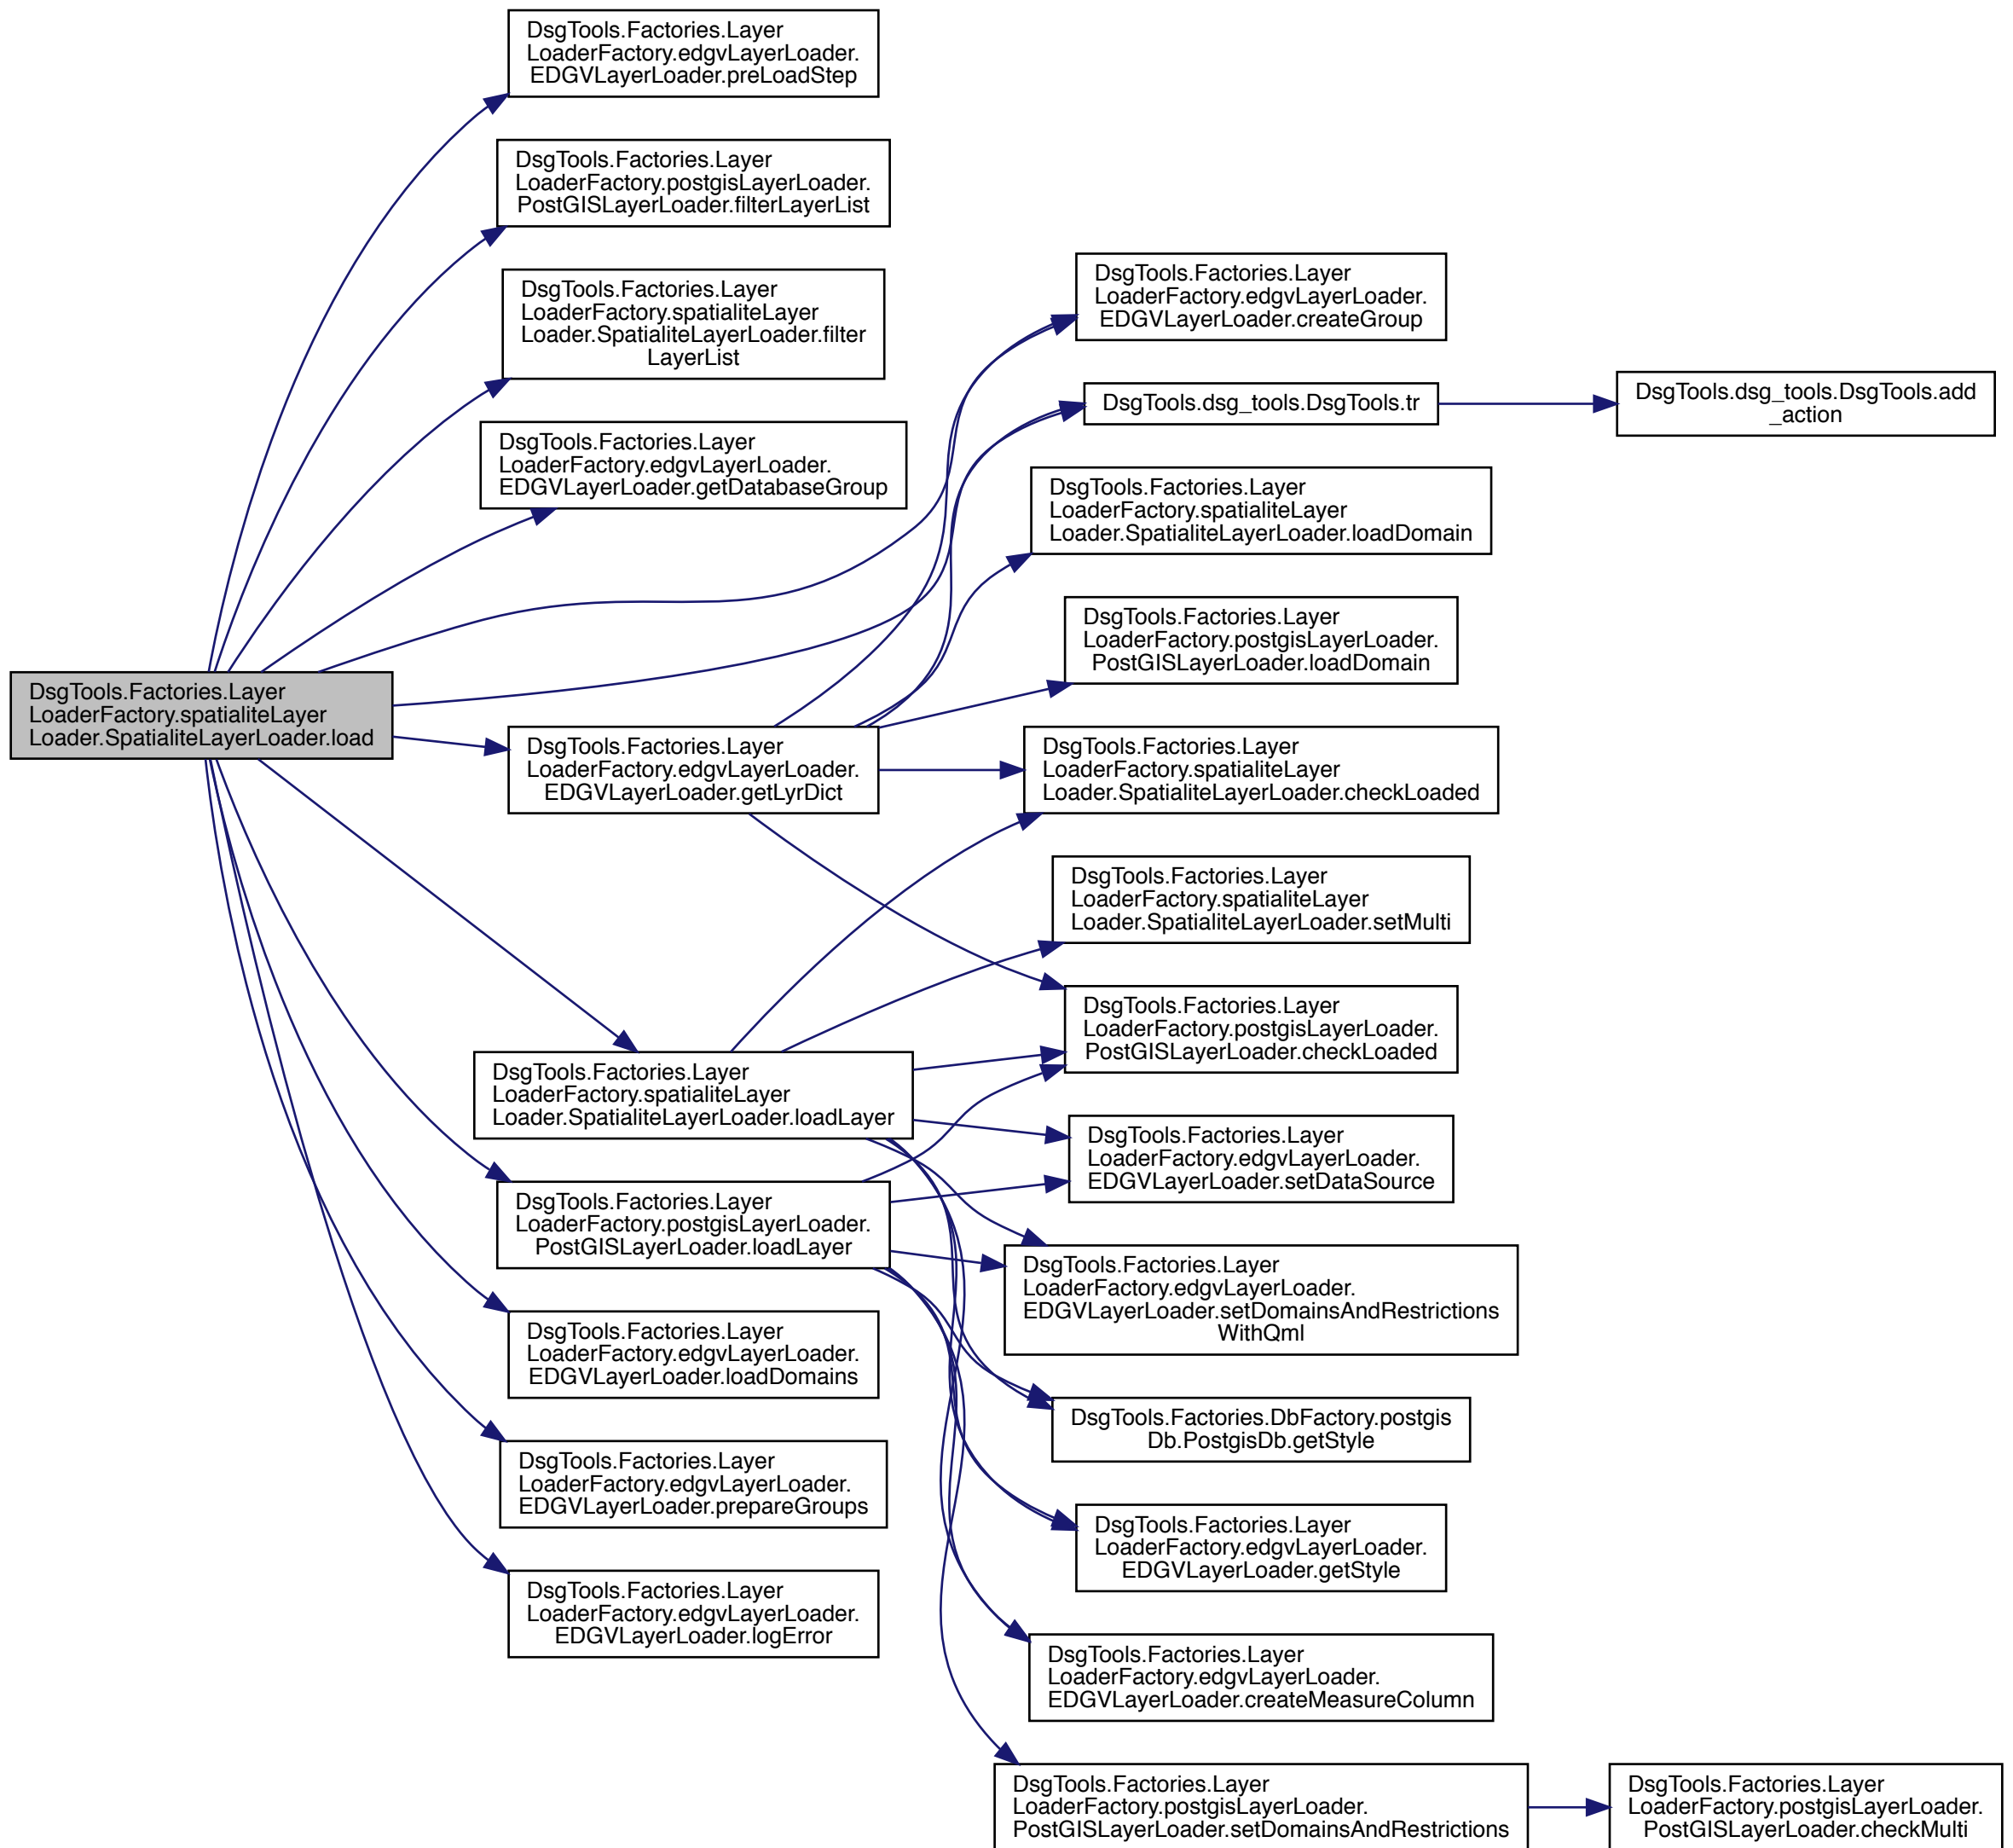 DsgTools.Factories.Layer
LoaderFactory.edgvLayerLoader.
EDGVLayerLoader.preLoadStep
DsgTools.Factories.Layer
LoaderFactory.postgisLayerLoader.
PostGISLayerLoader.filterLayerList
DsgTools.Factories.Layer
LoaderFactory.spatialiteLayer
Loader.SpatialiteLayerLoader.filter
LayerList
DsgTools.Factories.Layer
LoaderFactory.edgvLayerLoader.
EDGVLayerLoader.getDatabaseGroup
DsgTools.Factories.Layer
LoaderFactory.spatialiteLayer
Loader.SpatialiteLayerLoader.load
DsgTools.Factories.Layer
LoaderFactory.edgvLayerLoader.
EDGVLayerLoader.getLyrDict
DsgTools.Factories.Layer
LoaderFactory.spatialiteLayer
Loader.SpatialiteLayerLoader.loadLayer
DsgTools.Factories.Layer
LoaderFactory.postgisLayerLoader.
PostGISLayerLoader.loadLayer
DsgTools.Factories.Layer
LoaderFactory.edgvLayerLoader.
EDGVLayerLoader.loadDomains
DsgTools.Factories.Layer
LoaderFactory.edgvLayerLoader.
EDGVLayerLoader.prepareGroups
DsgTools.Factories.Layer
LoaderFactory.edgvLayerLoader.
EDGVLayerLoader.logError
DsgTools.Factories.Layer
LoaderFactory.edgvLayerLoader.
EDGVLayerLoader.createGroup
DsgTools.dsg_tools.DsgTools.tr
DsgTools.dsg_tools.DsgTools.add
_action
DsgTools.Factories.Layer
LoaderFactory.spatialiteLayer
Loader.SpatialiteLayerLoader.loadDomain
DsgTools.Factories.Layer
LoaderFactory.postgisLayerLoader.
PostGISLayerLoader.loadDomain
DsgTools.Factories.Layer
LoaderFactory.spatialiteLayer
Loader.SpatialiteLayerLoader.checkLoaded
DsgTools.Factories.Layer
LoaderFactory.spatialiteLayer
Loader.SpatialiteLayerLoader.setMulti
DsgTools.Factories.Layer
LoaderFactory.postgisLayerLoader.
PostGISLayerLoader.checkLoaded
DsgTools.Factories.Layer
LoaderFactory.edgvLayerLoader.
EDGVLayerLoader.setDataSource
DsgTools.Factories.Layer
LoaderFactory.edgvLayerLoader.
EDGVLayerLoader.setDomainsAndRestrictions
WithQml
DsgTools.Factories.DbFactory.postgis
Db.PostgisDb.getStyle
DsgTools.Factories.Layer
LoaderFactory.edgvLayerLoader.
EDGVLayerLoader.getStyle
DsgTools.Factories.Layer
LoaderFactory.edgvLayerLoader.
EDGVLayerLoader.createMeasureColumn
DsgTools.Factories.Layer
LoaderFactory.postgisLayerLoader.
PostGISLayerLoader.setDomainsAndRestrictions
DsgTools.Factories.Layer
LoaderFactory.postgisLayerLoader.
PostGISLayerLoader.checkMulti